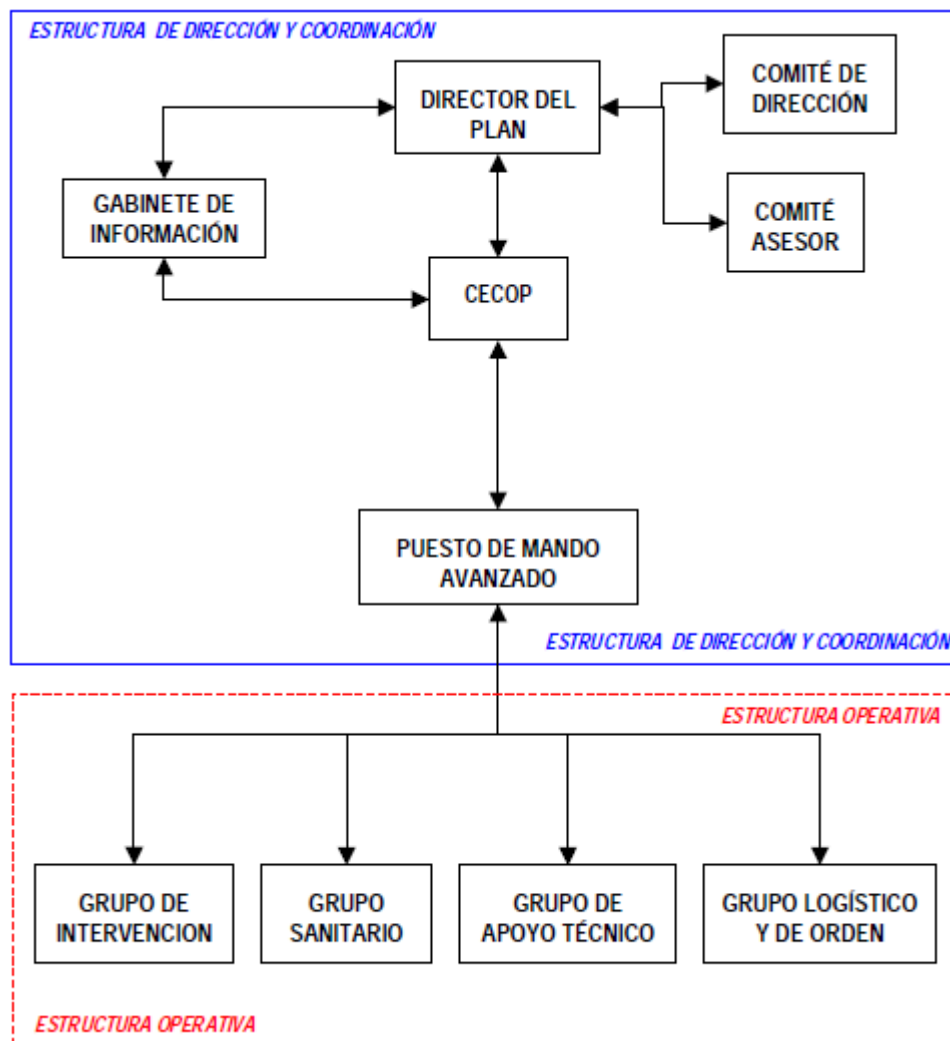 ESTRUCTURA DE DIRECCIÓN Y COORDINACIÓN
DIRECTOR DEL
PLAN
COMITÉ DE
DIRECCIÓN
GABINETE DE
INFORMACIÓN
COMITÉ
ASESOR
CECOP
PUESTO DE MANDO
AVANZADO
ESTRUCTURA DE DIRECCIÓN Y COORDINACIÓN
ESTRUCTURA OPERATIVA
GRUPO DE
INTERVENCION
GRUPO
SANITARIO
GRUPO DE
APOYO TÉCNICO
GRUPO LOGÍSTICO
Y DE ORDEN
ESTRUCTURA OPERATIVA